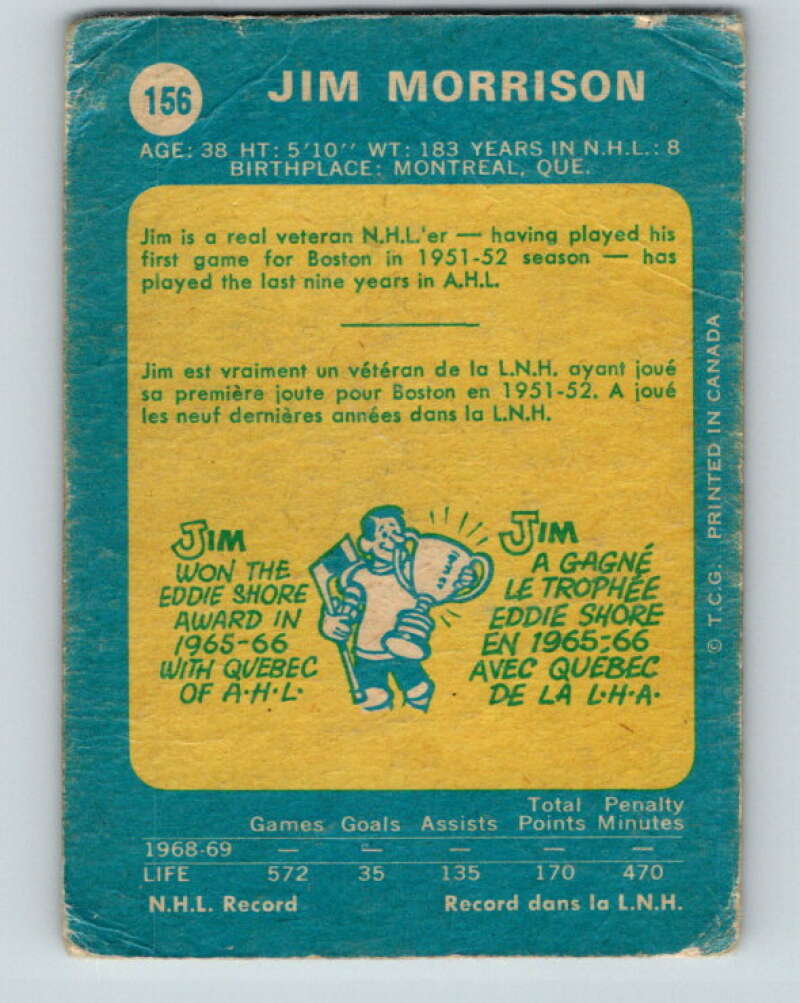 156
JIM MORRISON
AGE: 38 HT: 5'10'' WT: 183 YEARS IN N.H.L.: 8
BIRTHPLACE: MONTREAL, QUE.
Jim is a real veteran N.H.L.'er — having played his
first game for Boston in 1951-52 season — has
played the last nine years in A.H.L.
Jim est vraiment un vétéran de la L.N.H. ayant joué
sa première joute pour Boston en 1951-52. A joué
les neuf dernières années dans la L.N.H.
JIM
WON THE
EDDIE SHORE
AWARD IN
1965-66
WITH QUEBEC
OF A·H·L·
JIM
A GAGNÉ
LE TROPHÉE
EDDIE SHORE
EN 1965-66
AVEC QUEBEC
DE LA L·H·A·
© T.C.G. PRINTED IN CANADA
Games Goals Assists Total Points Penalty Minutes
1968-69 — — — — —
LIFE 572 35 135 170 470
N.H.L. Record Record dans la L.N.H.